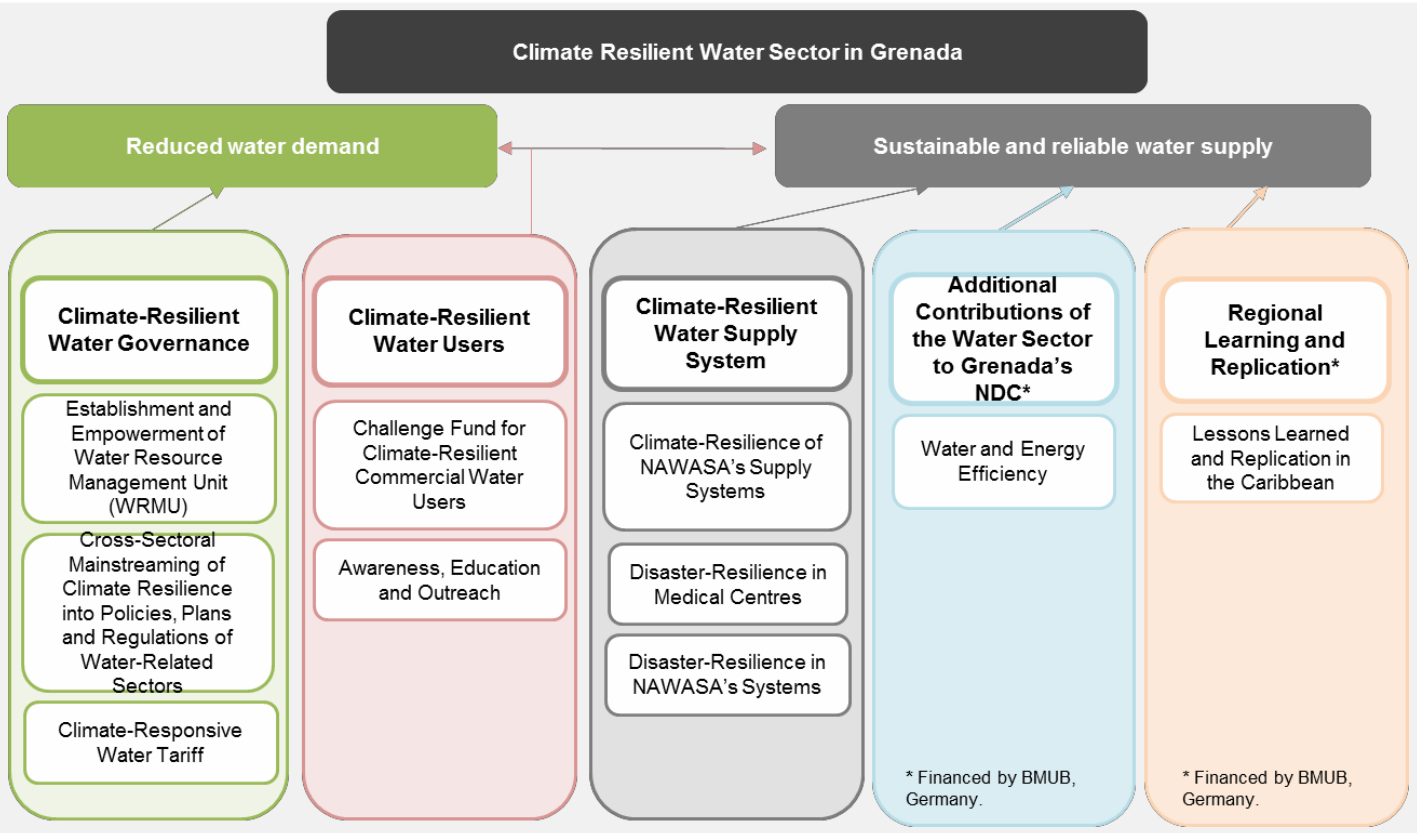 Climate Resilient Water Sector in Grenada
Reduced water demand
Sustainable and reliable water supply
Climate-Resilient
Water Governance
Establishment and
Empowerment of
Water Resource
Management Unit
(WRMU)
Cross-Sectoral
Mainstreaming of
Climate Resilience
into Policies, Plans
and Regulations of
Water-Related
Sectors
Climate-Responsive
Water Tariff
Climate-Resilient
Water Users
Challenge Fund for
Climate-Resilient
Commercial Water
Users
Awareness, Education
and Outreach
Climate-Resilient
Water Supply
System
Climate-Resilience of
NAWASA's Supply
Systems
Disaster-Resilience in
Medical Centres
Disaster-Resilience in
NAWASA's Systems
Additional
Contributions of
the Water Sector
to Grenada's
NDC*
Water and Energy
Efficiency
* Financed by BMUB,
Germany.
Regional
Learning and
Replication*
Lessons Learned
and Replication in
the Caribbean
* Financed by BMUB,
Germany.